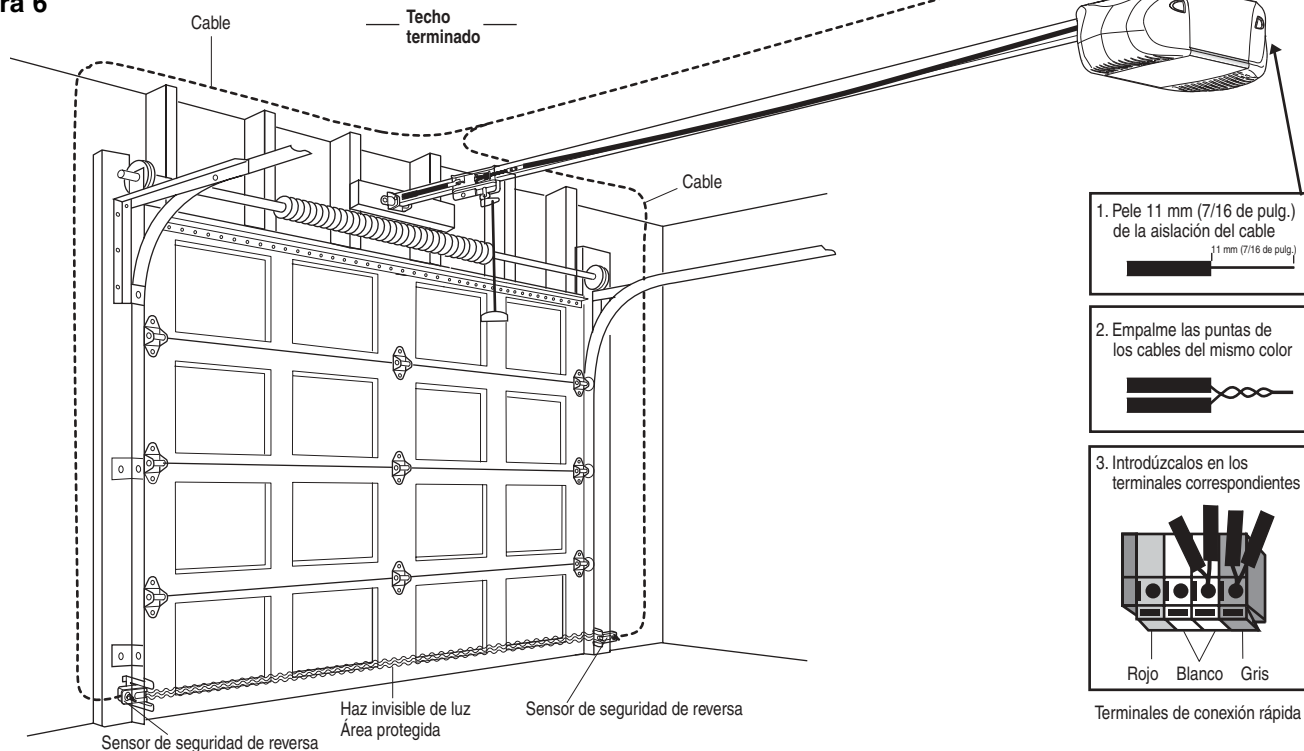 ra 6
Cable
Techo
terminado
Cable
1. Pele 11 mm (7/16 de pulg.)
de la aislación del cable
11 mm (7/16 de pulg.)
2. Empalme las puntas de
los cables del mismo color
3. Introdúzcalos en los
terminales correspondientes
Rojo Blanco Gris
Terminales de conexión rápida
Haz invisible de luz
Área protegida
Sensor de seguridad de reversa
Sensor de seguridad de reversa